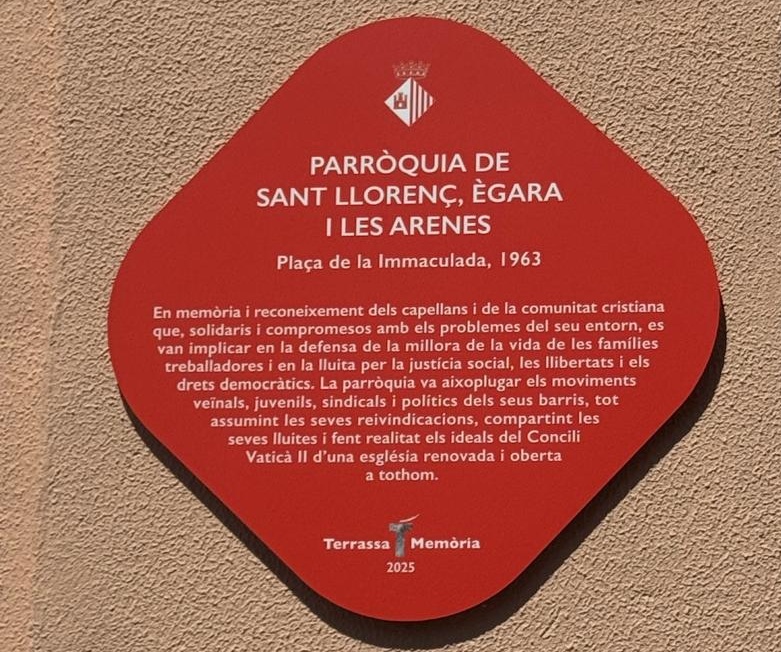 PARRÒQUIA DE
SANT LLORENÇ, ÈGARA
I LES ARENES
Plaça de la Immaculada, 1963
En memòria i reconeixement dels capellans i de la comunitat cristiana
que, solidaris i compromesos amb els problemes del seu entorn, es
van implicar en la defensa de la millora de la vida de les famílies
treballadores i en la lluita per la justícia social, les llibertats i els
drets democràtics. La parròquia va aixoplugar els moviments
veïnals, juvenils, sindicals i polítics dels seus barris, tot
assumint les seves reivindicacions, compartint les
seves lluites i fent realitat els ideals del Concili
Vaticà II d'una església renovada i oberta
a tothom.
Terrassa Memòria
2025